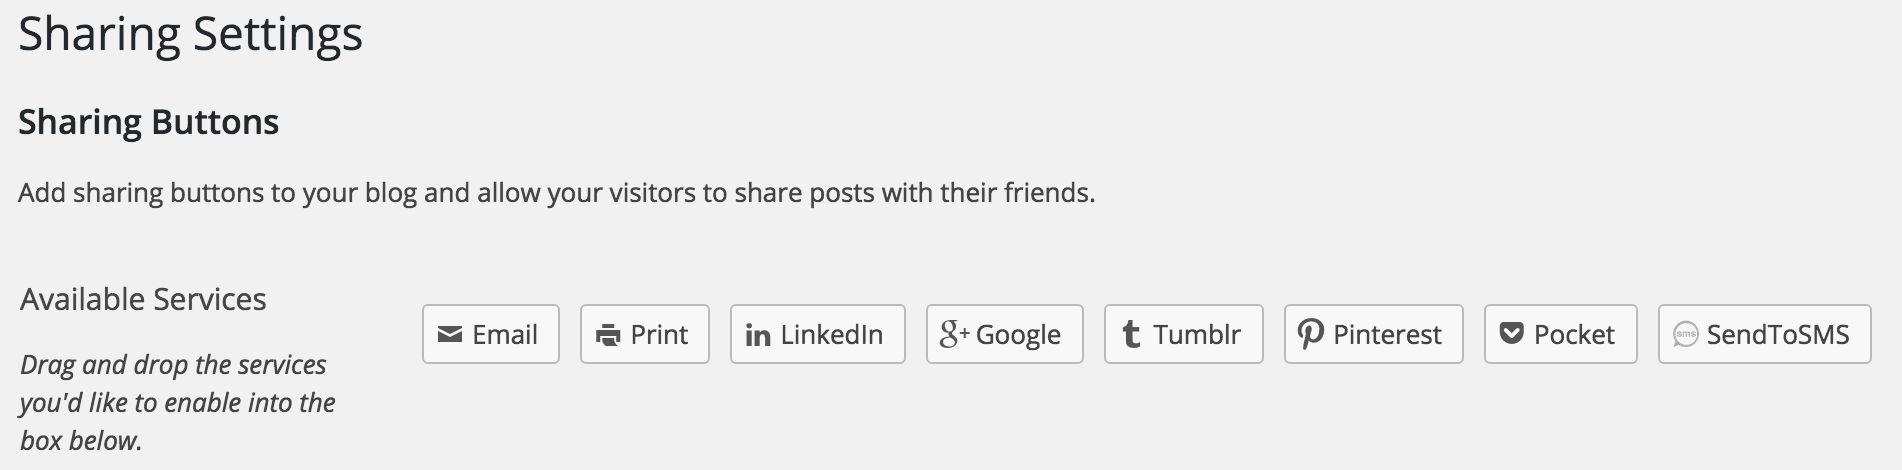 Sharing Settings
Sharing Buttons
Add sharing buttons to your blog and allow your visitors to share posts with their friends.
Available Services
Drag and drop the services
you'd like to enable into the
box below.
Email
Print
in LinkedIn
g+ Google
t Tumblr
Pinterest
Pocket
sms SendToSMS